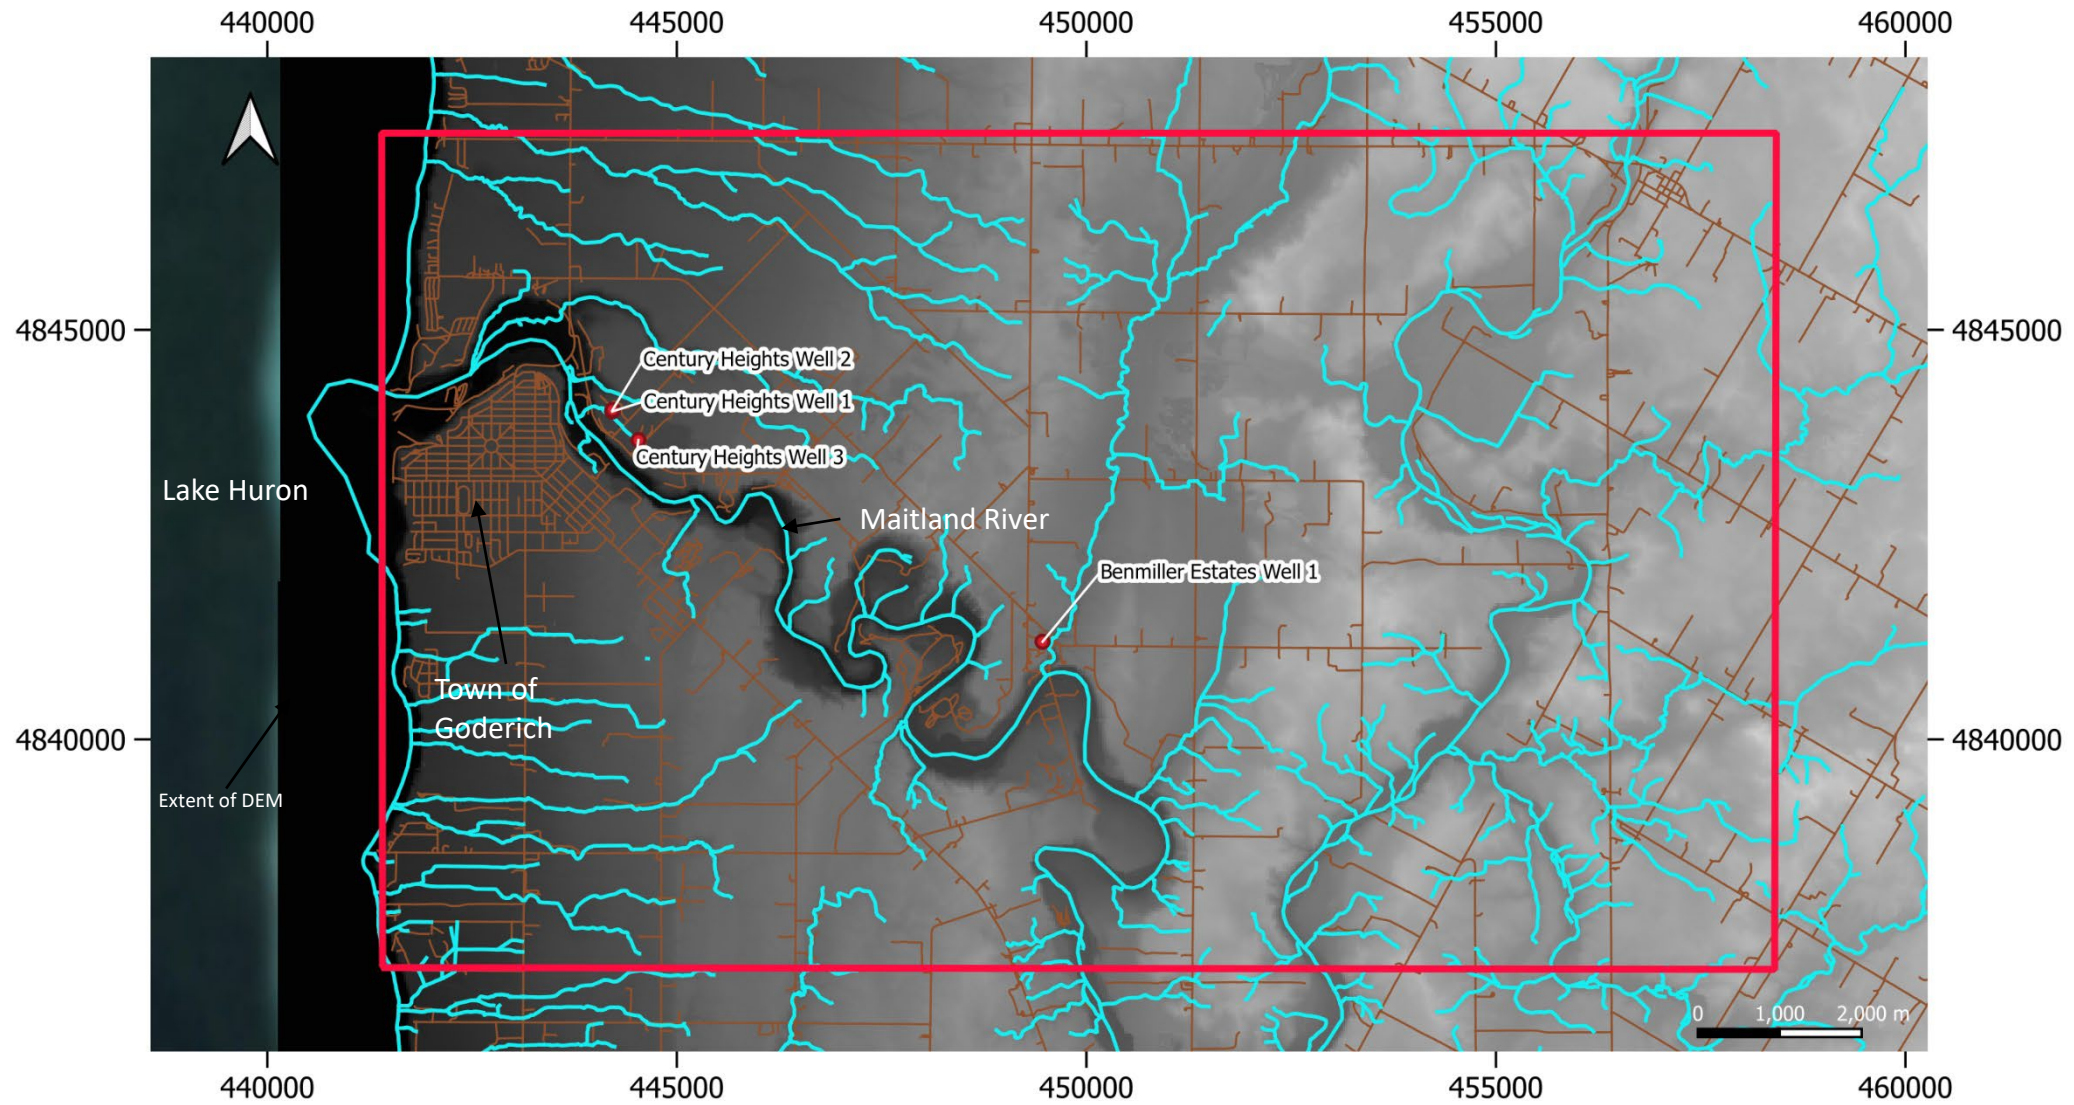 440000 445000 450000 455000 460000
4845000 4845000
Century Heights Well 2
Century Heights Well 1
Century Heights Well 3
Lake Huron
Maitland River
Benmiller Estates Well 1
Town of
Goderich
4840000 4840000
Extent of DEM
0 1,000 2,000 m
440000 445000 450000 455000 460000